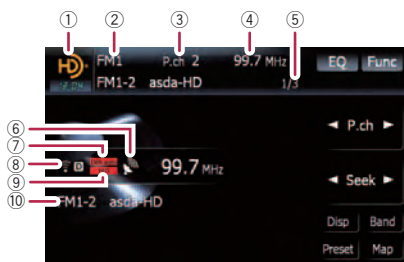 ① ② ③ ④ ⑤
HD FM1 P.ch 2 99.7 MHz EQ Func
FM1-2 asda-HD 1/3
⑥
⑦
◄ P.ch ►
⑧ D 99.7 MHz
⑨
◄ Seek ►
⑩ FM1-2 asda-HD
Disp Band
Preset Map